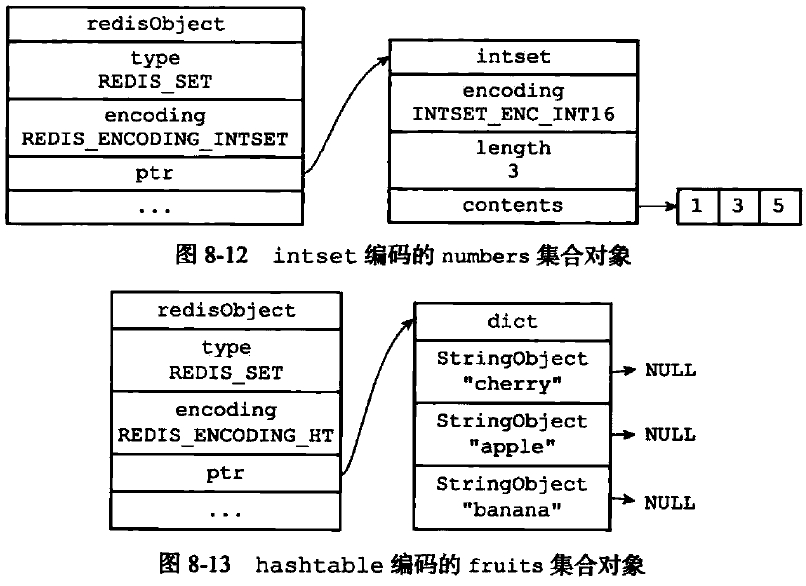 redisObject
type
REDIS_SET
encoding
REDIS_ENCODING_INTSET
ptr
...
intset
encoding
INTSET_ENC_INT16
length
3
contents
1 3 5
图 8-12 intset 编码的 numbers 集合对象
redisObject
type
REDIS_SET
encoding
REDIS_ENCODING_HT
ptr
...
dict
StringObject
"cherry"
NULL
StringObject
"apple"
NULL
StringObject
"banana"
NULL
图 8-13 hashtable 编码的 fruits 集合对象